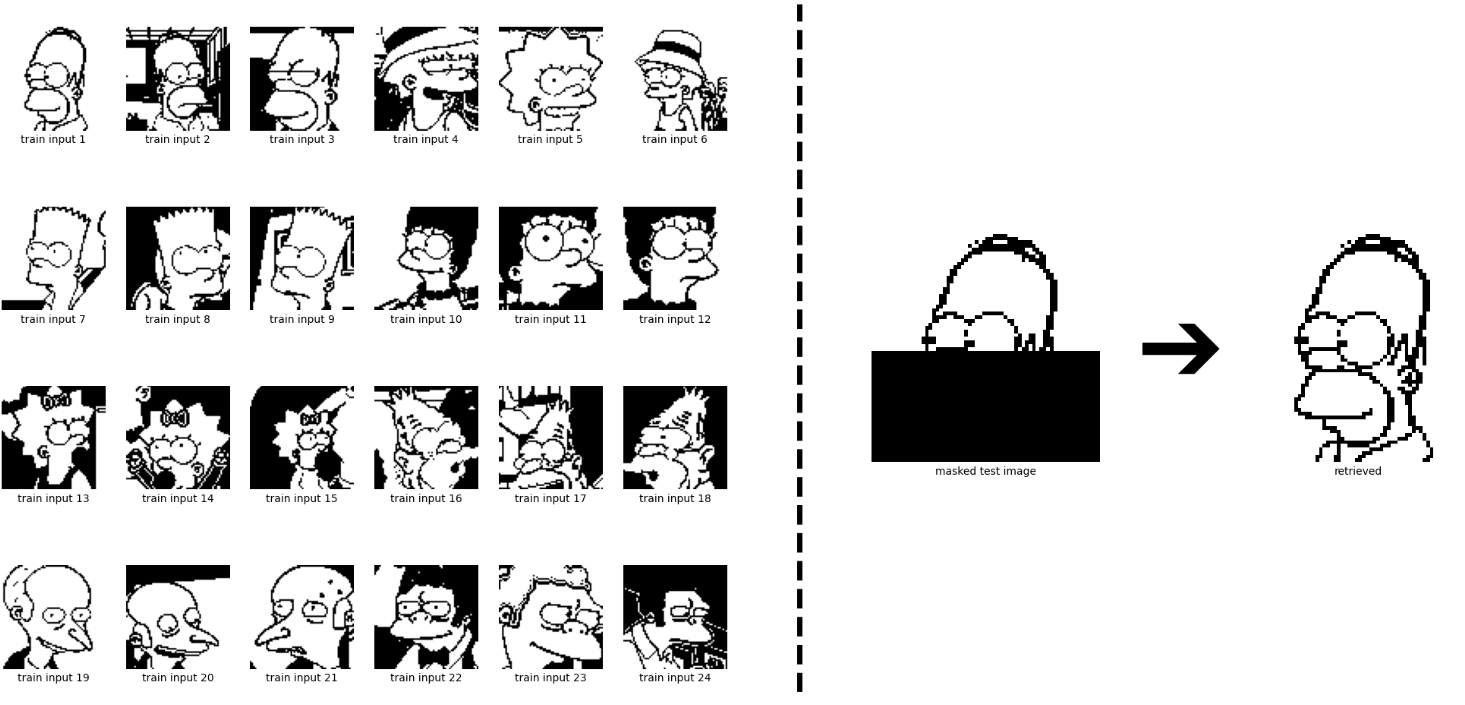 train input 1
train input 2
train input 3
train input 4
train input 5
train input 6
train input 7
train input 8
train input 9
train input 10
train input 11
train input 12
train input 13
train input 14
train input 15
train input 16
train input 17
train input 18
train input 19
train input 20
train input 21
train input 22
train input 23
train input 24
masked test image
retrieved